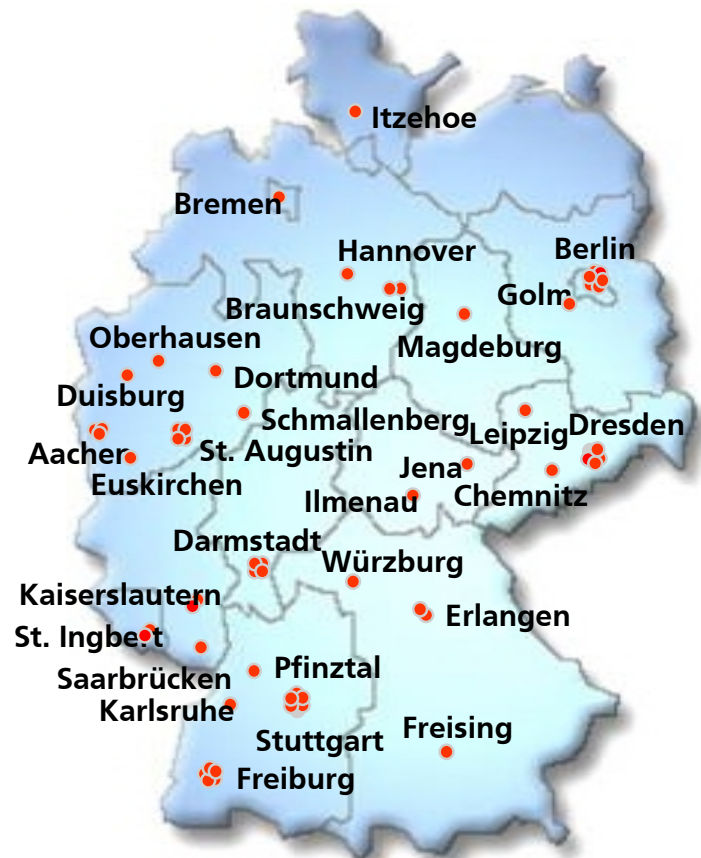 Itzehoe
Bremen
Hannover
Berlin
Braunschweig
Golm
Magdeburg
Oberhausen
Duisburg
Dortmund
Schmallenberg
Leipzig
Dresden
Aachen
St. Augustin
Jena
Euskirchen
Ilmenau
Chemnitz
Darmstadt
Würzburg
Kaiserslautern
Erlangen
St. Ingbert
Pfinztal
Saarbrücken
Karlsruhe
Stuttgart
Freising
Freiburg